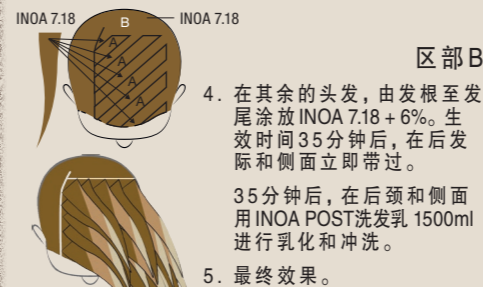 INOA 7.18 B INOA 7.18
A
A
A
A
区部B
4. 在其余的头发，由发根至发
尾涂放INOA 7.18 + 6%。生
效时间35分钟后，在后发
际和侧面立即带过。
35分钟后，在后颈和侧面
用INOA POST洗发乳 1500ml
进行乳化和冲洗。
5. 最终效果。